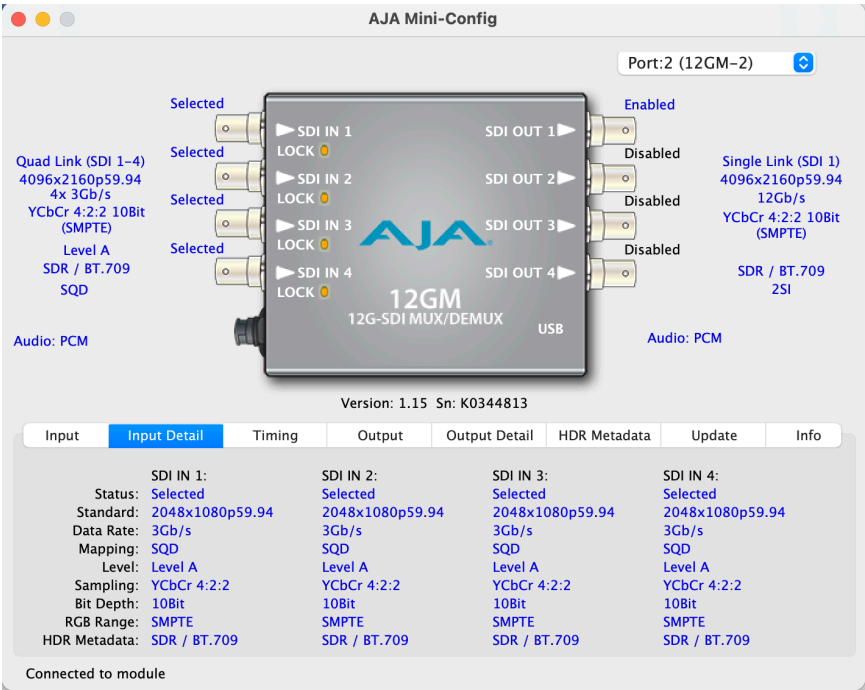 AJA Mini-Config
Port:2 (12GM-2)
Selected
Selected
Selected
Selected
Quad Link (SDI 1-4)
4096x2160p59.94
4x 3Gb/s
YCbCr 4:2:2 10Bit
(SMPTE)
Level A
SDR / BT.709
SQD
Audio: PCM
SDI IN 1
LOCK
SDI IN 2
LOCK
SDI IN 3
LOCK
SDI IN 4
LOCK
SDI OUT 1
SDI OUT 2
SDI OUT 3
SDI OUT 4
AJA
12GM
12G-SDI MUX/DEMUX
USB
Enabled
Disabled
Disabled
Disabled
Single Link (SDI 1)
4096x2160p59.94
12Gb/s
YCbCr 4:2:2 10Bit
(SMPTE)
SDR / BT.709
2SI
Audio: PCM
Version: 1.15 Sn: K0344813
Input Input Detail Timing Output Output Detail HDR Metadata Update Info
SDI IN 1: SDI IN 2: SDI IN 3: SDI IN 4:
Status: Selected Selected Selected Selected
Standard: 2048x1080p59.94 2048x1080p59.94 2048x1080p59.94 2048x1080p59.94
Data Rate: 3Gb/s 3Gb/s 3Gb/s 3Gb/s
Mapping: SQD SQD SQD SQD
Level: Level A Level A Level A Level A
Sampling: YCbCr 4:2:2 YCbCr 4:2:2 YCbCr 4:2:2 YCbCr 4:2:2
Bit Depth: 10Bit 10Bit 10Bit 10Bit
RGB Range: SMPTE SMPTE SMPTE SMPTE
HDR Metadata: SDR / BT.709 SDR / BT.709 SDR / BT.709 SDR / BT.709
Connected to module